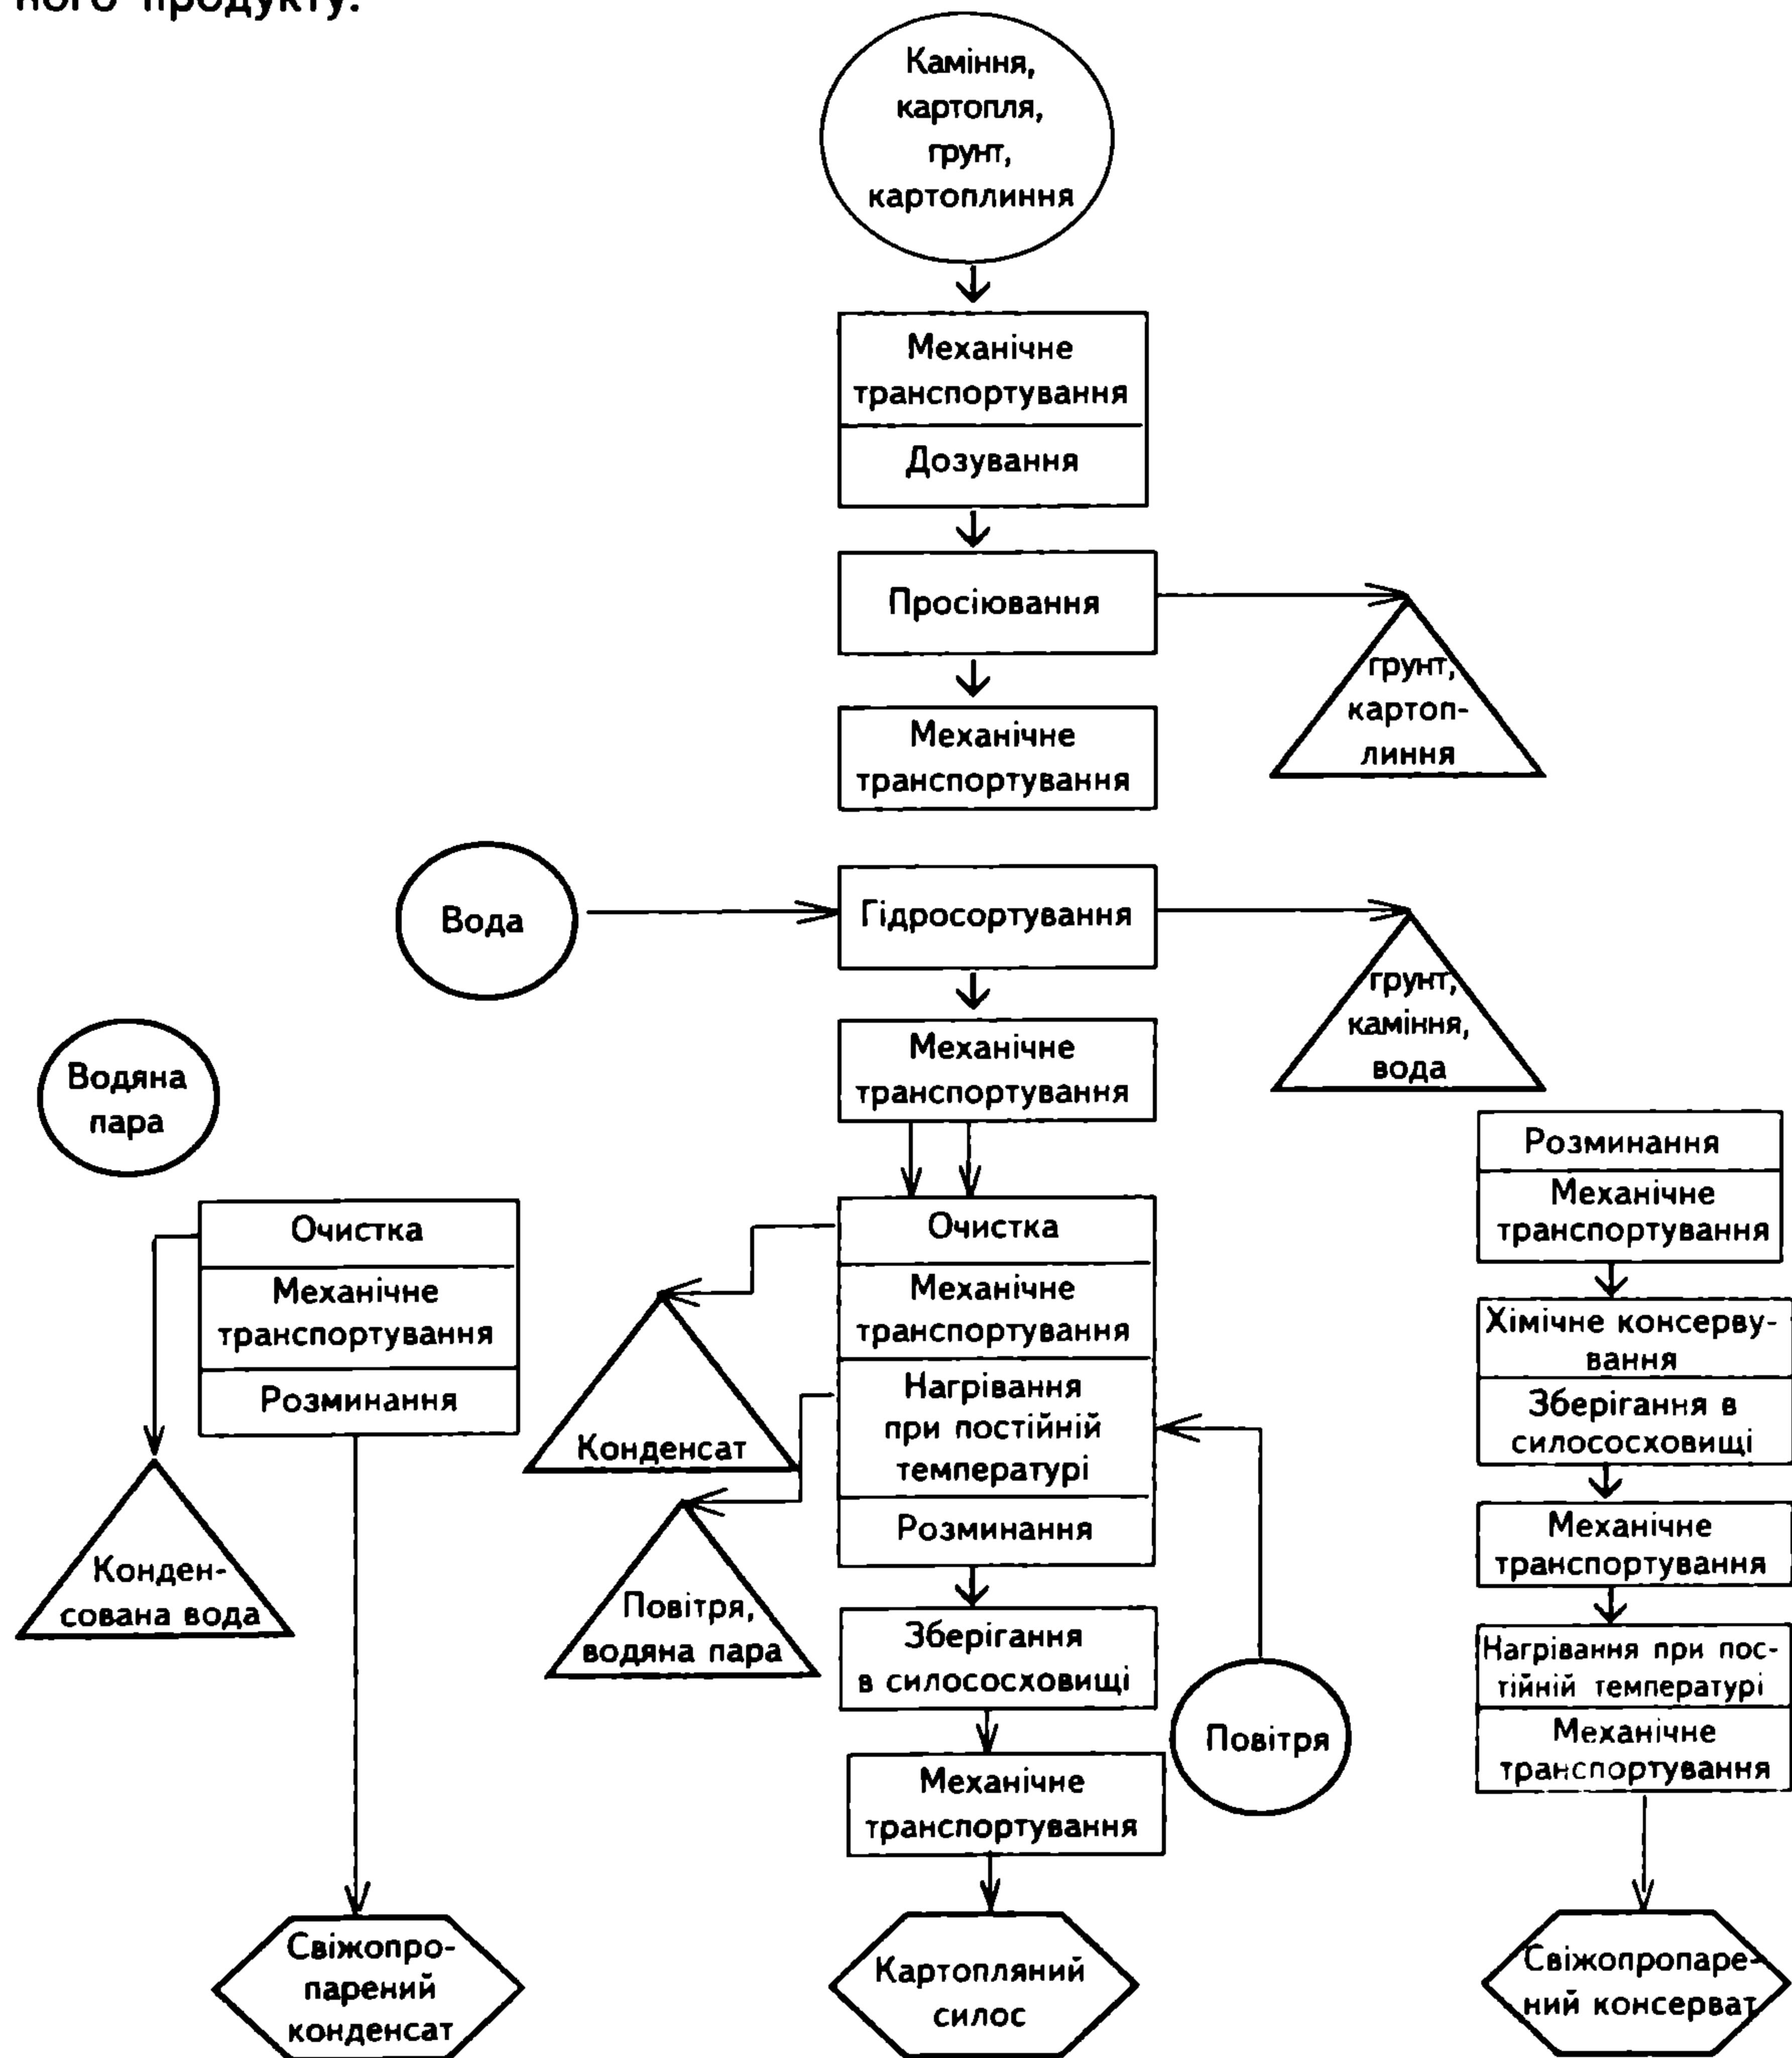 ного продукту.
Каміння,
картопля,
грунт,
картоплиння
Механічне
транспортування
Дозування
Просіювання
грунт,
картоп-
линня
Механічне
транспортування
Вода
Гідросортування
грунт,
каміння,
вода
Механічне
транспортування
Водяна
пара
Очистка
Механічне
транспортування
Розминання
Конден-
сована вода
Свіжопро-
парений
конденсат
Очистка
Механічне
транспортування
Нагрівання
при постійній
температурі
Розминання
Конденсат
Повітря,
водяна пара
Зберігання
в силососховищі
Повітря
Механічне
транспортування
Картопляний
силос
Розминання
Механічне
транспортування
Хімічне консерву-
вання
Зберігання в
силососховищі
Механічне
транспортування
Нагрівання при пос-
тійній температурі
Механічне
транспортування
Свіжопропаре-
ний консерват